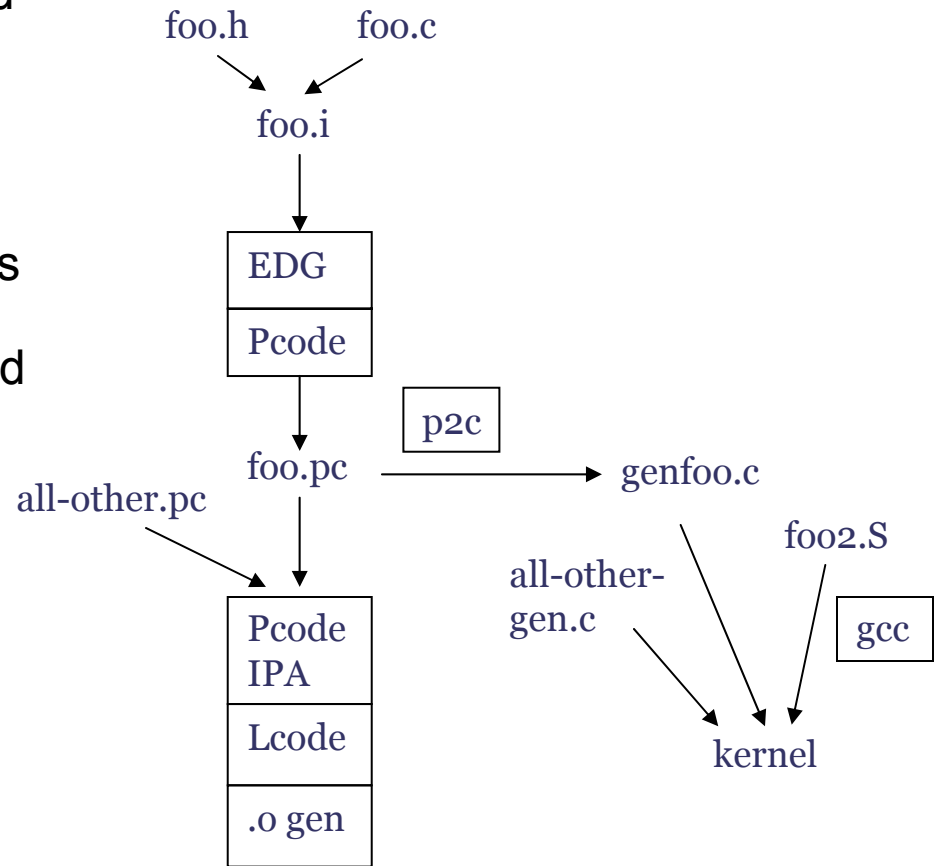 d
foo.h
foo.c
foo.i
s
EDG
d
Pcode
p2c
foo.pc
genfoo.c
all-other.pc
foo2.S
all-other-
gen.c
gcc
Pcode
IPA
Lcode
kernel
.o gen